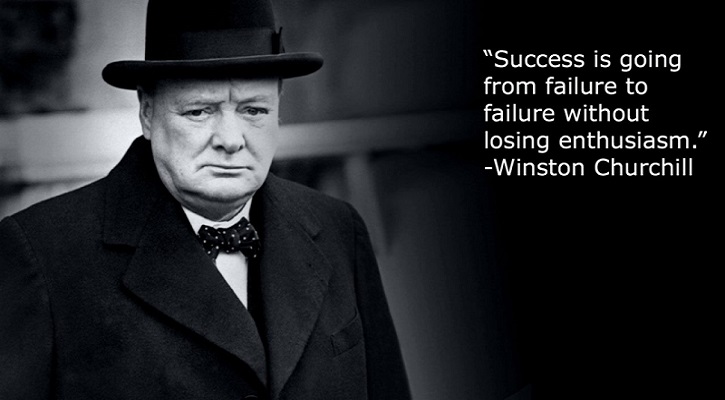 “Success is going
from failure to
failure without
losing enthusiasm.”
-Winston Churchill